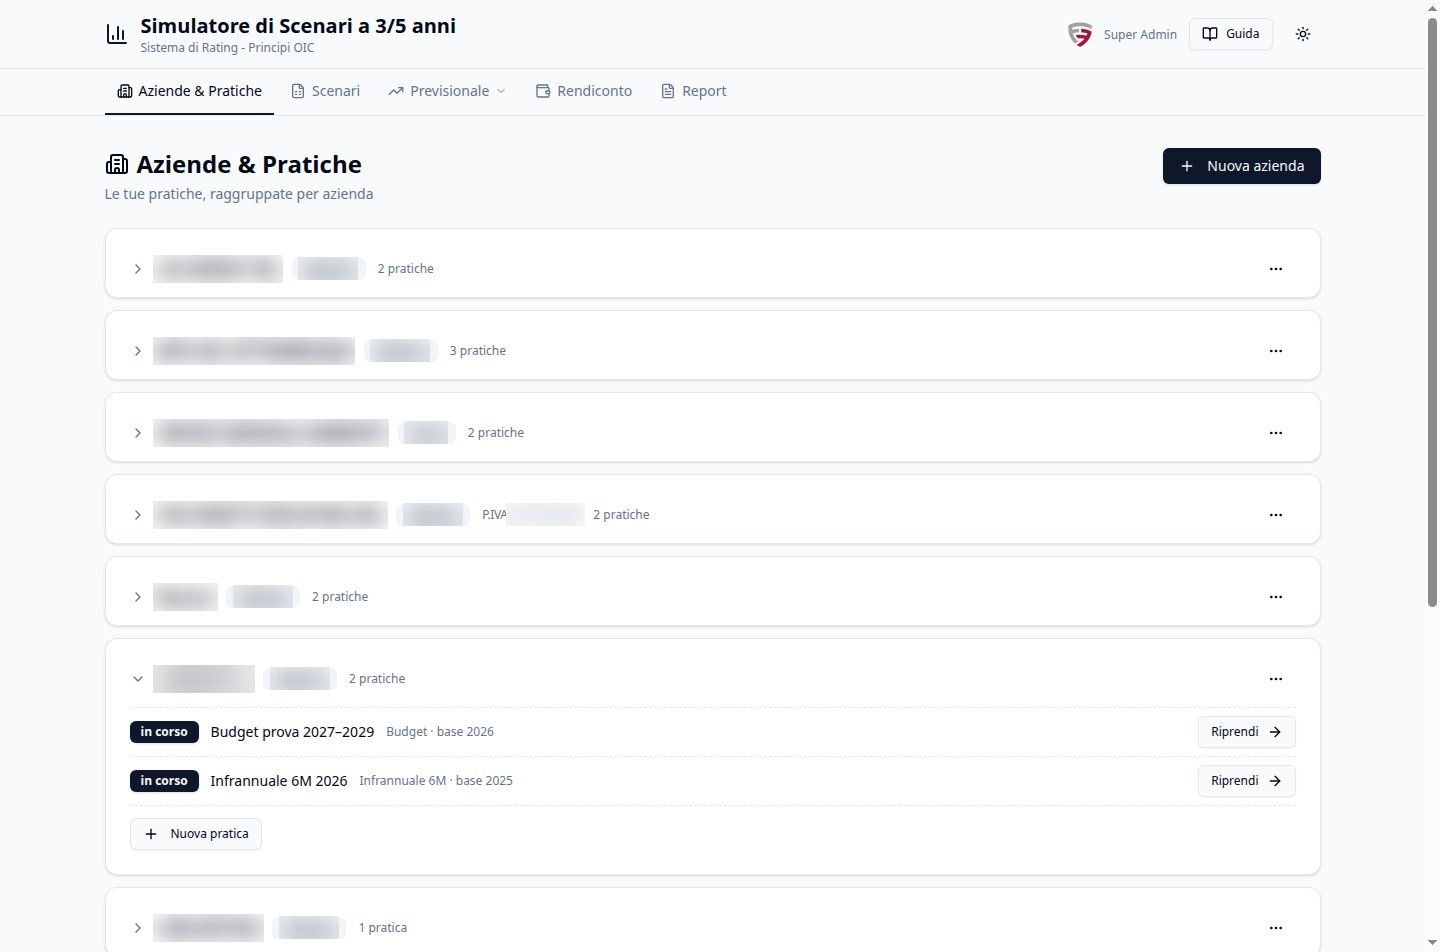 Simulatore di Scenari a 3/5 anni
Sistema di Rating - Principi OIC
Super Admin
Guida
Aziende & Pratiche
Scenari
Previsionale
Rendiconto
Report
Aziende & Pratiche
Le tue pratiche, raggruppate per azienda
Nuova azienda
2 pratiche
3 pratiche
2 pratiche
P.IVA 2 pratiche
2 pratiche
2 pratiche
in corso Budget prova 2027–2029 Budget · base 2026 Riprendi
in corso Infrannuale 6M 2026 Infrannuale 6M · base 2025 Riprendi
Nuova pratica
1 pratica